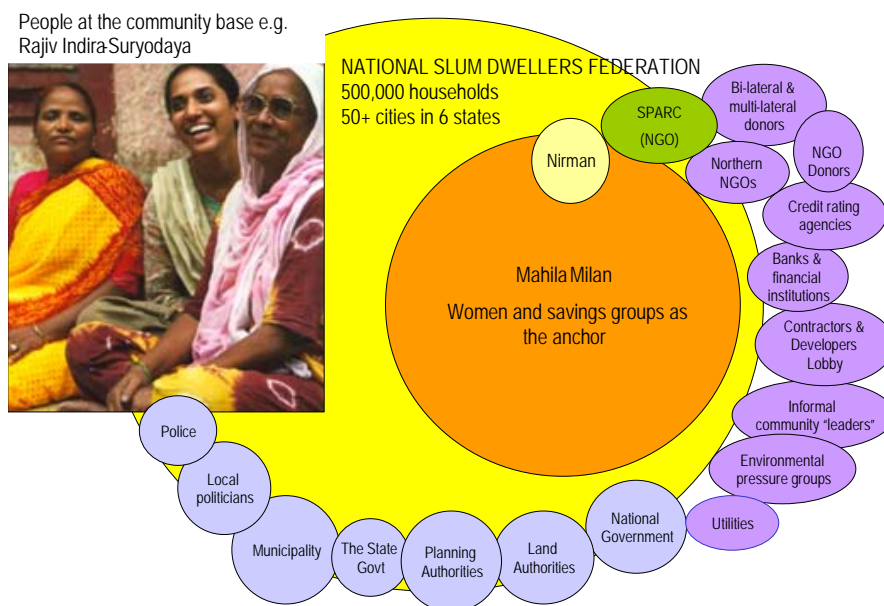 People at the community base e.g.
Rajiv Indira-Suryodaya
NATIONAL SLUM DWELLERS FEDERATION
500,000 households
50+ cities in 6 states
SPARC
(NGO)
Bi-lateral &
multi-lateral
donors
Nirman
Northern
NGOs
NGO
Donors
Credit rating
agencies
Banks &
financial
institutions
Mahila Milan
Women and savings groups as
the anchor
Contractors &
Developers
Lobby
Informal
community “leaders”
Environmental
pressure groups
Utilities
Police
Local
politicians
Municipality
The State
Govt
Planning
Authorities
Land
Authorities
National
Government